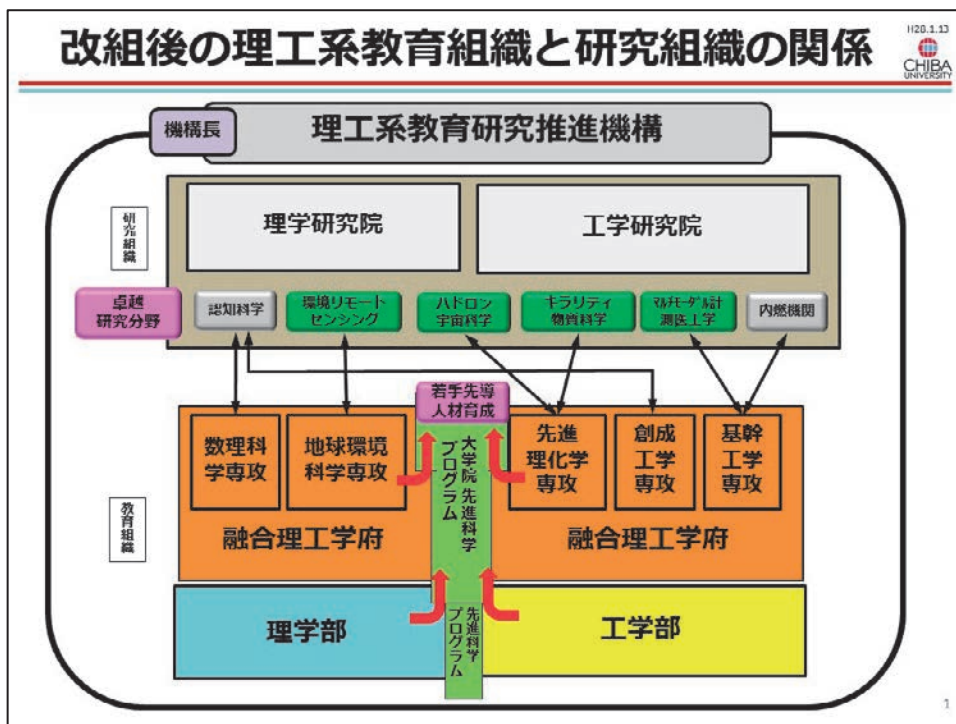 改組後の理工系教育組織と研究組織の関係
H28.1.13
CHIBA
UNIVERSITY
機構長
理工系教育研究推進機構
研究組織
理学研究院
工学研究院
卓越
研究分野
認知科学
環境リモート
センシング
ハドロン
宇宙科学
キラリティ
物質科学
マルチモーダル計
測医工学
内燃機関
若手先導
人材育成
教育組織
数理科
学専攻
地球環境
科学専攻
大学院 先進科学
プログラム
先進
理化学
専攻
創成
工学
専攻
基幹
工学
専攻
融合理工学府
融合理工学府
理学部
先進科学
プログラム
工学部
1